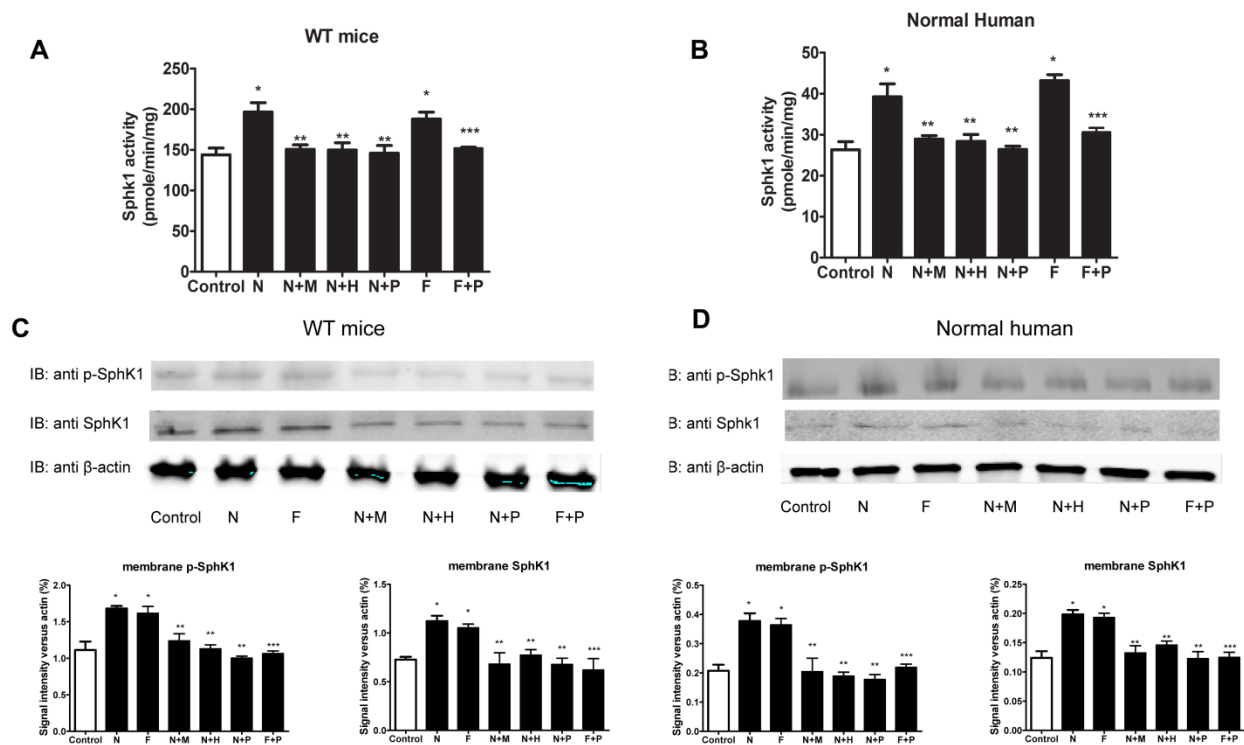 A
WT mice
Sphk1 activity
(pmole/min/mg)
250
200
150
100
50
0
* ** ** ** * ***
Control N N+M N+H N+P F F+P
B
Normal Human
Sphk1 activity
(pmole/min/mg)
50
40
30
20
10
0
* ** ** ** * ***
Control N N+M N+H N+P F F+P
C
WT mice
IB: anti p-SphK1
IB: anti SphK1
IB: anti β-actin
Control N F N+M N+H N+P F+P
D
Normal human
B: anti p-Sphk1
B: anti Sphk1
B: anti β-actin
Control N F N+M N+H N+P F+P
membrane p-SphK1
Signal intensity versus actin (%)
2.0
1.5
1.0
0.5
0.0
* * ** ** ** ***
Control N F N+M N+H N+P F+P
membrane SphK1
Signal intensity versus actin (%)
1.5
1.0
0.5
0.0
* * ** ** ** ***
Control N F N+M N+H N+P F+P
membrane p-SphK1
Signal intensity versus actin (%)
0.5
0.4
0.3
0.2
0.1
0.0
* * ** ** ** ***
Control N F N+M N+H N+P F+P
membrane SphK1
Signal intensity versus actin (%)
0.25
0.20
0.15
0.10
0.05
0.00
* * ** ** ** ***
Control N F N+M N+H N+P F+P